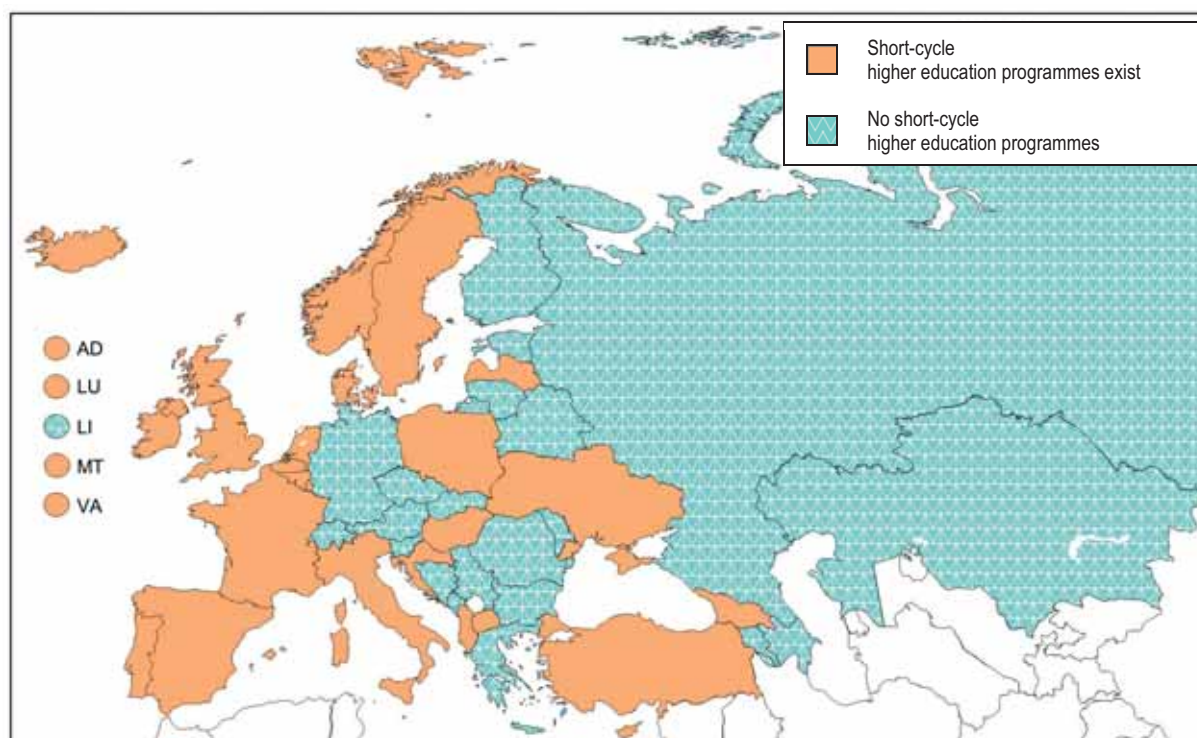 Short-cycle
higher education programmes exist
No short-cycle
higher education programmes
AD
LU
LI
MT
VA